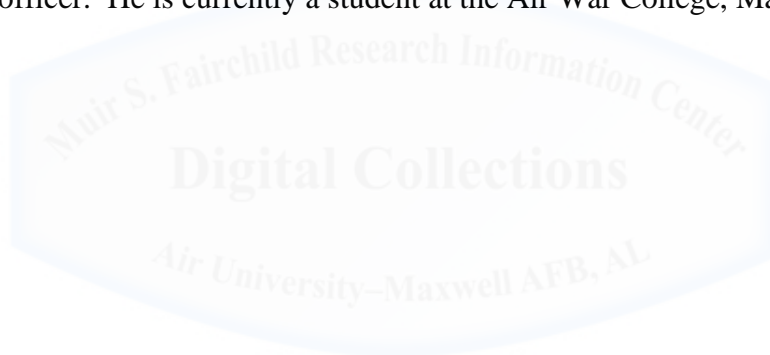 officer. He is currently a student at the Air War College, Ma
Muir S. Fairchild Research Information Center
Digital Collections
Air University–Maxwell AFB, AL